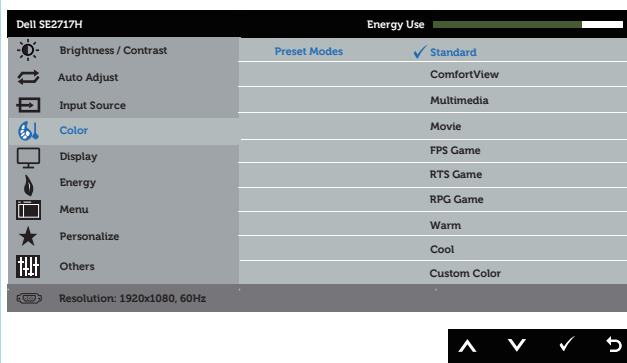 Dell SE2717H Energy Use
Brightness / Contrast Preset Modes Standard
Auto Adjust ComfortView
Input Source Multimedia
Color Movie
Display FPS Game
Energy RTS Game
Menu RPG Game
Personalize Warm
Others Cool
Custom Color
Resolution: 1920x1080, 60Hz